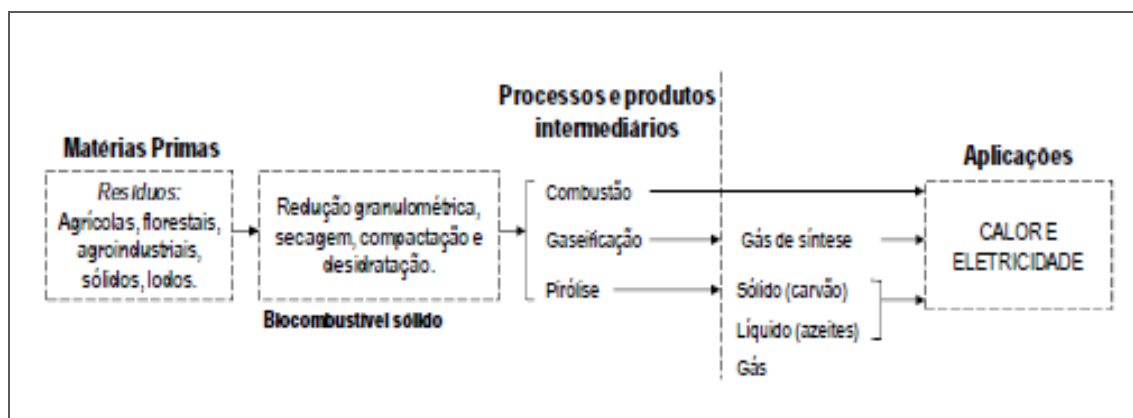 Matérias Primas
Resíduos:
Agrícolas, florestais,
agroindustriais,
sólidos, lodos.
Redução granulométrica,
secagem, compactação e
desidratação.
Biocombustível sólido
Processos e produtos
intermediários
Combustão
Gaseificação
Pirólise
Gás de síntese
Sólido (carvão)
Líquido (azeites)
Gás
Aplicações
CALOR E
ELETRICIDADE